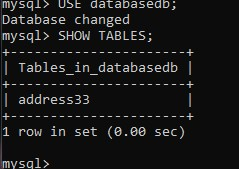 mysql> USE databasedb;
Database changed
mysql> SHOW TABLES;
+----------------------+
| Tables_in_databasedb |
+----------------------+
| address33            |
+----------------------+
1 row in set (0.00 sec)
mysql>